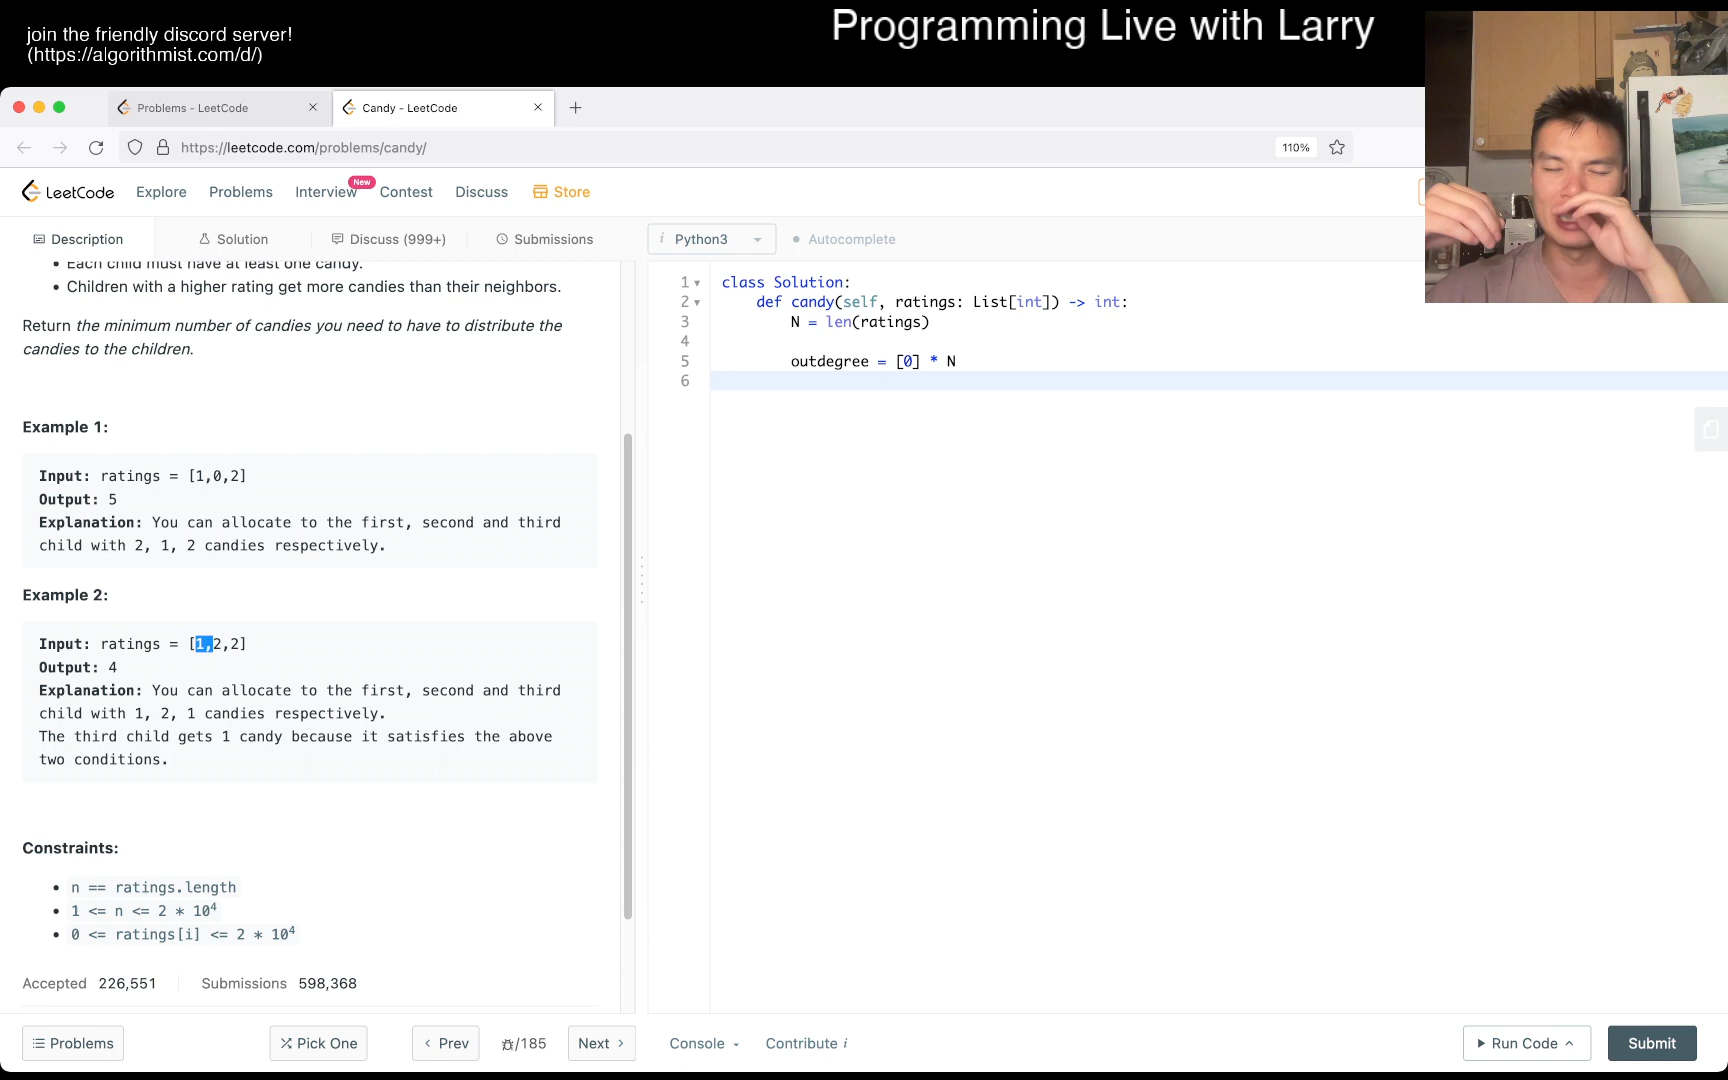 join the friendly discord server!
(https://algorithmist.com/d/)
Programming Live with Larry
Problems - LeetCode
Candy - LeetCode
https://leetcode.com/problems/candy/
110%
LeetCode
Explore
Problems
Interview
New
Contest
Discuss
Store
Description
Solution
Discuss (999+)
Submissions
i Python3
Autocomplete
• Each child must have at least one candy.
• Children with a higher rating get more candies than their neighbors.
Return the minimum number of candies you need to have to distribute the
candies to the children.
Example 1:
Input: ratings = [1,0,2]
Output: 5
Explanation: You can allocate to the first, second and third
child with 2, 1, 2 candies respectively.
Example 2:
Input: ratings = [1,2,2]
Output: 4
Explanation: You can allocate to the first, second and third
child with 1, 2, 1 candies respectively.
The third child gets 1 candy because it satisfies the above
two conditions.
Constraints:
• n == ratings.length
• 1 <= n <= 2 * 10⁴
• 0 <= ratings[i] <= 2 * 10⁴
Accepted 226,551
Submissions 598,368
1 class Solution:
2 def candy(self, ratings: List[int]) -> int:
3 N = len(ratings)
4
5 outdegree = [0] * N
6
Problems
Pick One
Prev
/185
Next
Console
Contribute i
Run Code
Submit